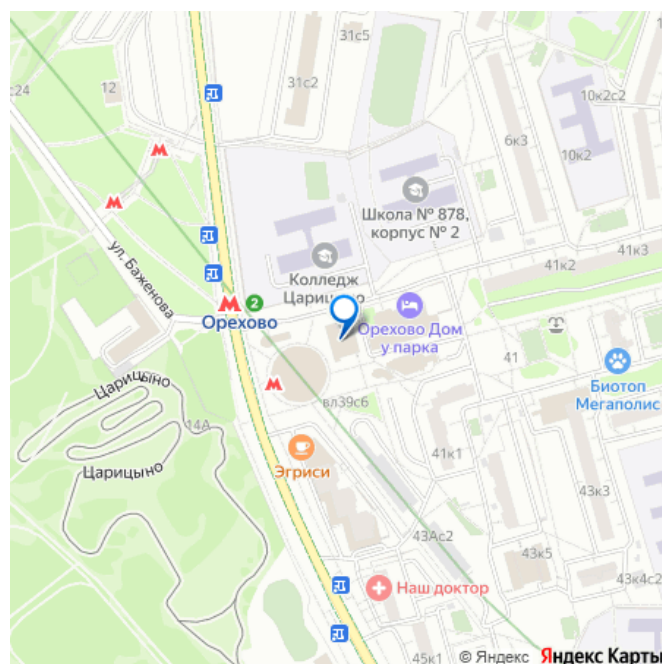 31с5
с24
12
31с2
10к2с2
6к3
10к2
Школа № 878,
корпус № 2
ул. Баженова
Колледж
Царицыно
41к3
41к2
2
Орехово
Орехово Дом
у парка
41
Биотоп
Мегаполис
Царицыно
14А
вл39с6
Царицыно
Эгриси
41к1
43к3
43Ас2
43к5
Наш доктор
43к4с2
45к1
© Яндекс Яндекс Карты